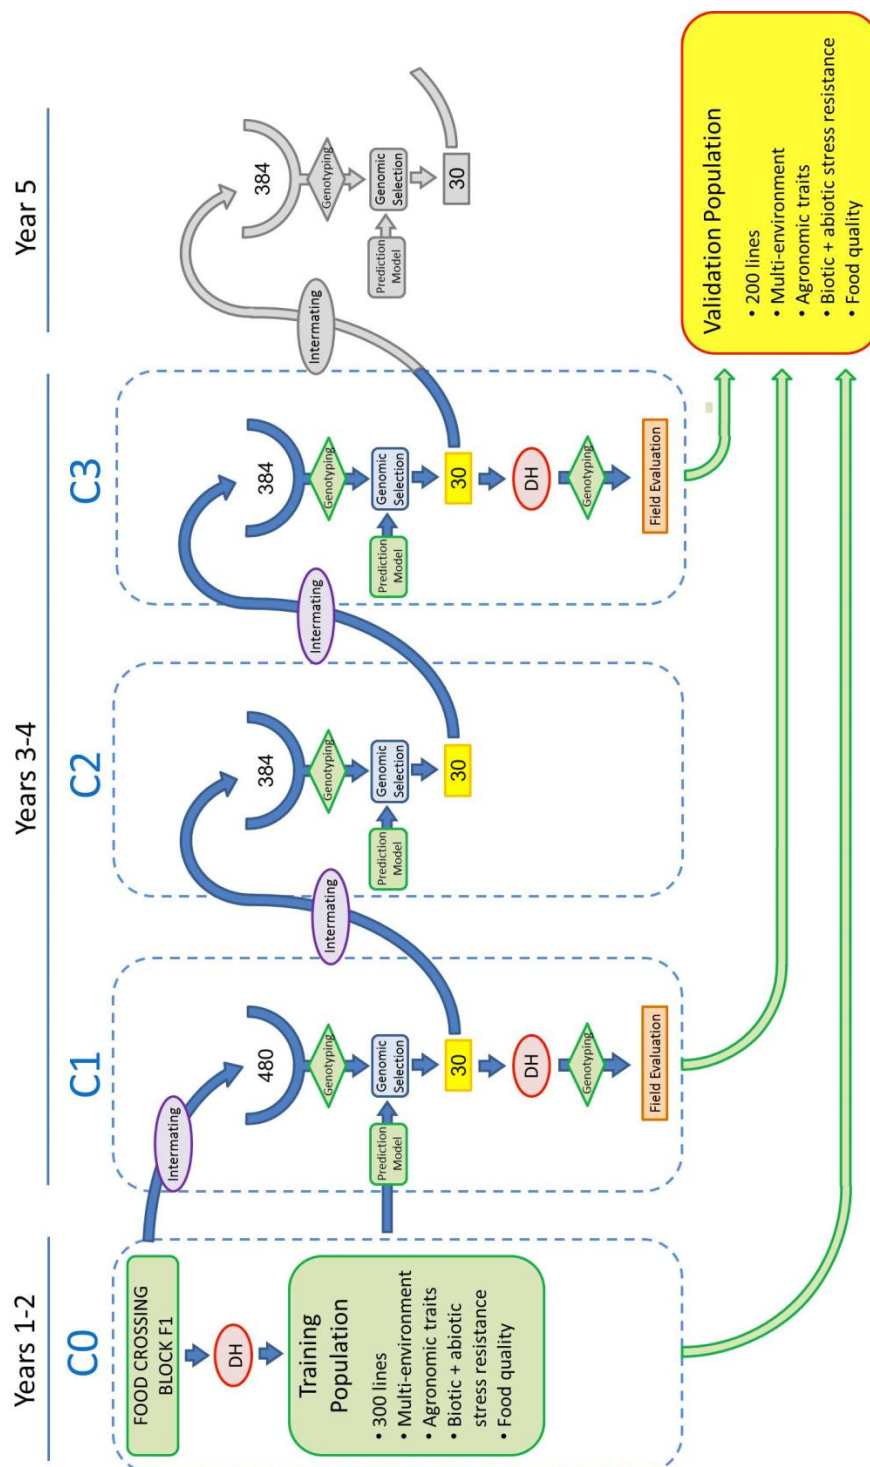 Years 1-2
Years 3-4
Year 5
C0
FOOD CROSSING
BLOCK F1
DH
Training
Population
• 300 lines
• Multi-environment
• Agronomic traits
• Biotic + abiotic
stress resistance
• Food quality
Intermating
C1
480
Genotyping
Prediction
Model
Genomic
Selection
30
DH
Genotyping
Field Evaluation
Intermating
C2
384
Genotyping
Prediction
Model
Genomic
Selection
30
Intermating
C3
384
Genotyping
Prediction
Model
Genomic
Selection
30
DH
Genotyping
Field Evaluation
Intermating
384
Genotyping
Prediction
Model
Genomic
Selection
30
Validation Population
• 200 lines
• Multi-environment
• Agronomic traits
• Biotic + abiotic stress resistance
• Food quality